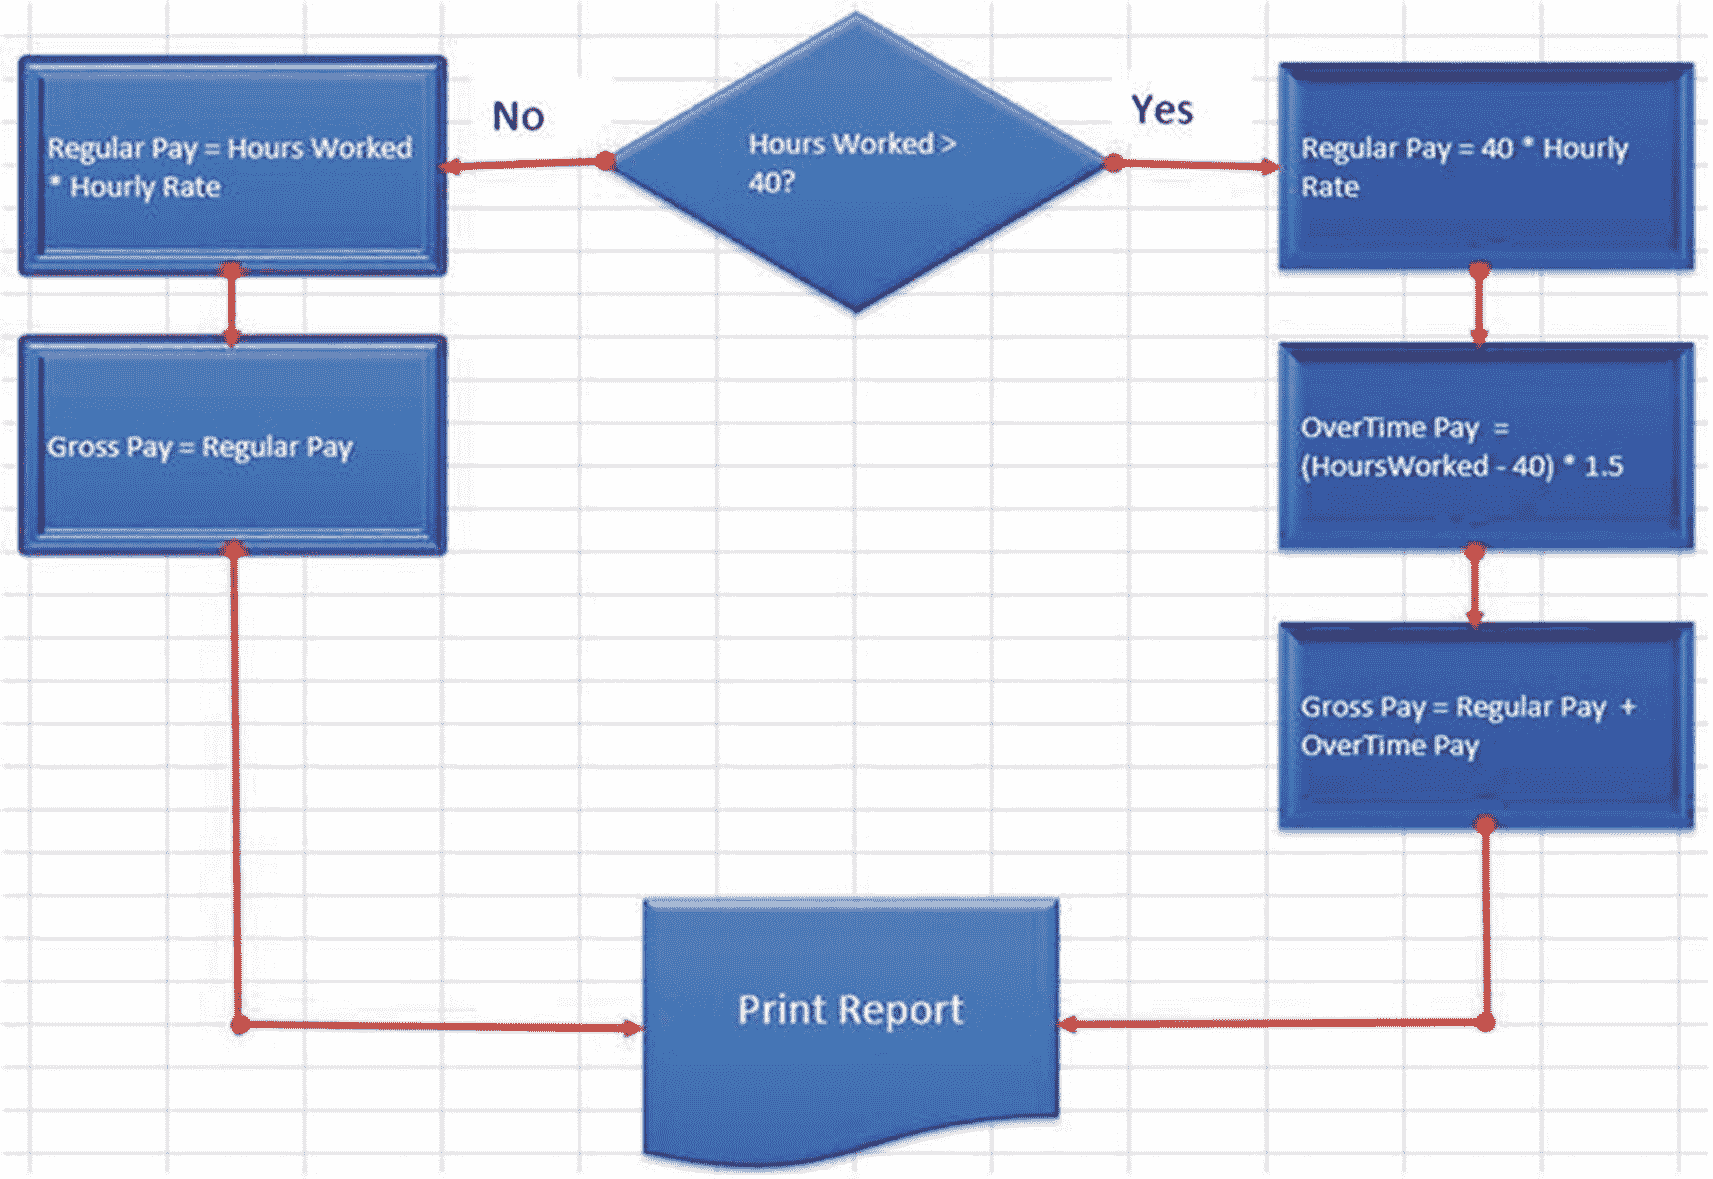 No
Hours Worked >
40?
Yes
Regular Pay = Hours Worked
* Hourly Rate
Gross Pay = Regular Pay
Regular Pay = 40 * Hourly
Rate
OverTime Pay =
(HoursWorked - 40) * 1.5
Gross Pay = Regular Pay +
OverTime Pay
Print Report